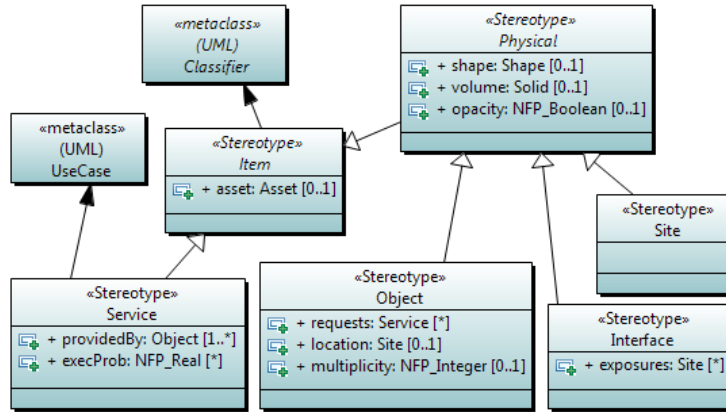 «metaclass»
(UML)
Classifier
«Stereotype»
Physical
+ shape: Shape [0..1]
+ volume: Solid [0..1]
+ opacity: NFP_Boolean [0..1]
«metaclass»
(UML)
UseCase
«Stereotype»
Item
+ asset: Asset [0..1]
«Stereotype»
Site
«Stereotype»
Service
+ providedBy: Object [1..*]
+ execProb: NFP_Real [*]
«Stereotype»
Object
+ requests: Service [*]
+ location: Site [0..1]
+ multiplicity: NFP_Integer [0..1]
«Stereotype»
Interface
+ exposures: Site [*]